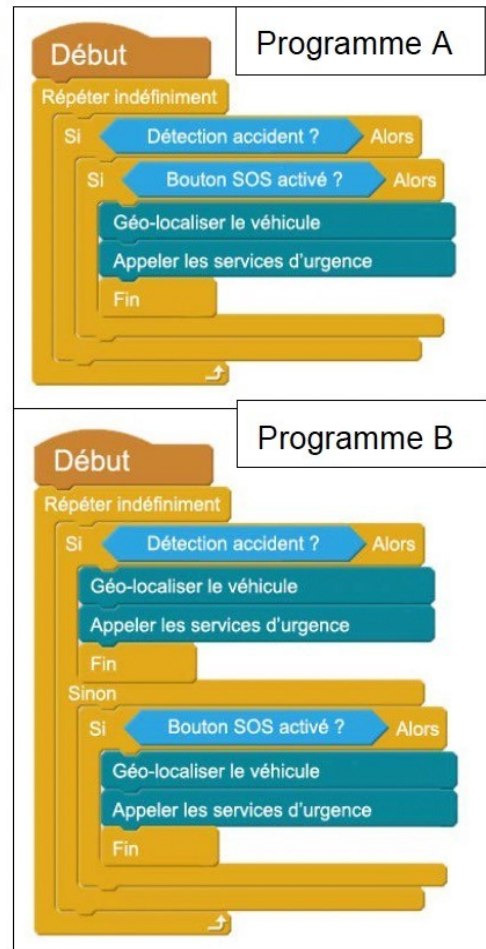 Programme A
Début
Répéter indéfiniment
Si Détection accident ? Alors
Si Bouton SOS activé ? Alors
Géo-localiser le véhicule
Appeler les services d'urgence
Fin
Programme B
Début
Répéter indéfiniment
Si Détection accident ? Alors
Géo-localiser le véhicule
Appeler les services d'urgence
Fin
Sinon
Si Bouton SOS activé ? Alors
Géo-localiser le véhicule
Appeler les services d'urgence
Fin